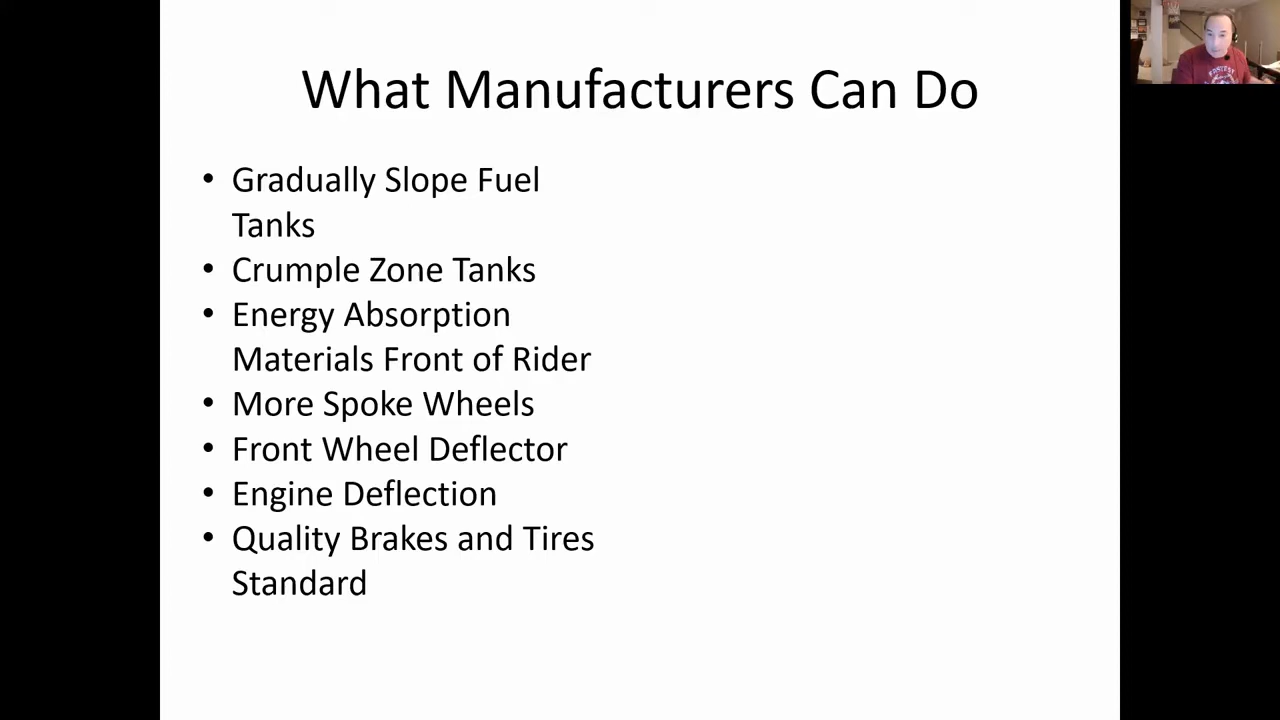 What Manufacturers Can Do
• Gradually Slope Fuel
Tanks
• Crumple Zone Tanks
• Energy Absorption
Materials Front of Rider
• More Spoke Wheels
• Front Wheel Deflector
• Engine Deflection
• Quality Brakes and Tires
Standard